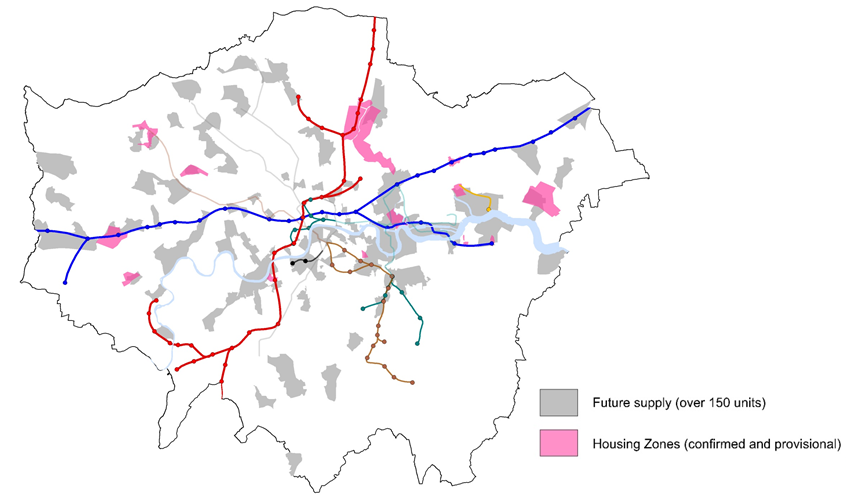 Future supply (over 150 units)
Housing Zones (confirmed and provisional)